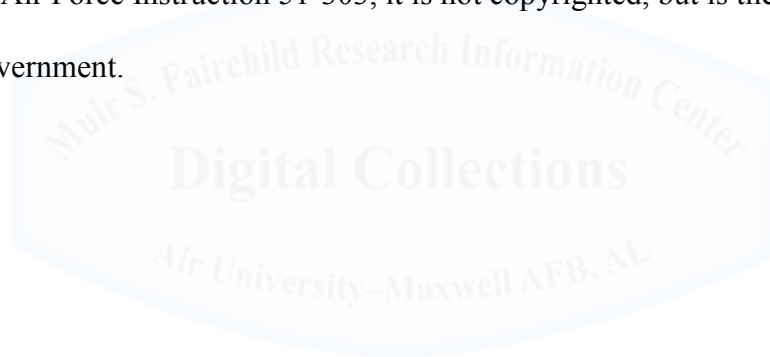 Air Force Instruction 51-303, it is not copyrighted, but is the
vernment.
Muir S. Fairchild Research Information Center
Digital Collections
Air University–Maxwell AFB, AL